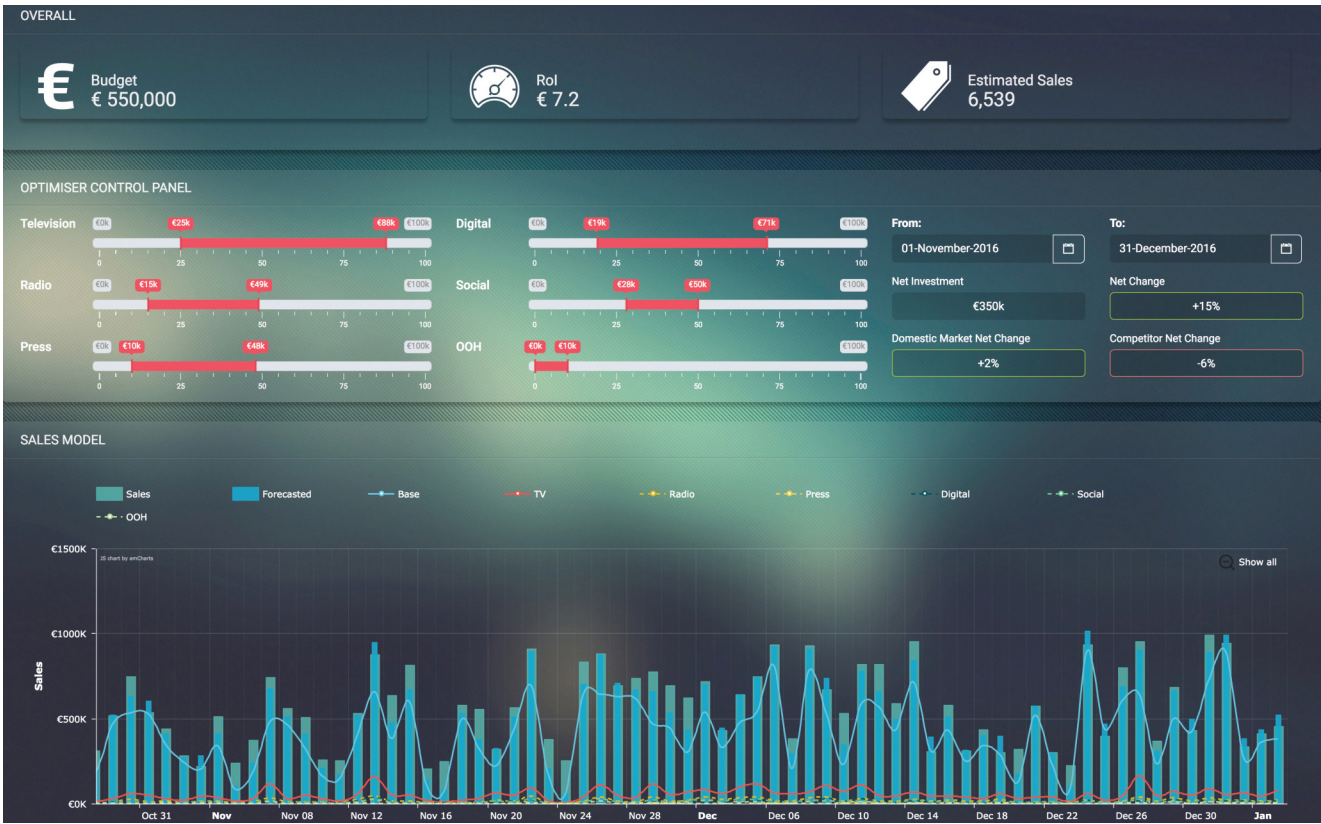 OVERALL
Budget
€ 550,000
RoI
€ 7.2
Estimated Sales
6,539
OPTIMISER CONTROL PANEL
Television
€0k €25k €88k €100k
0 25 50 75 100
Radio
€0k €15k €49k €100k
0 25 50 75 100
Press
€0k €10k €48k €100k
0 25 50 75 100
Digital
€0k €19k €71k €100k
0 25 50 75 100
Social
€0k €28k €50k €100k
0 25 50 75 100
OOH
€0k €10k €100k
0 25 50 75 100
From: To:
01-November-2016 31-December-2016
Net Investment Net Change
€350k +15%
Domestic Market Net Change Competitor Net Change
+2% -6%
SALES MODEL
Sales Forecasted Base TV Radio Press Digital Social
OOH
JS chart by amCharts
Show all
Sales
€1500K
€1000K
€500K
€0K
Oct 31 Nov Nov 08 Nov 12 Nov 16 Nov 20 Nov 24 Nov 28 Dec Dec 06 Dec 10 Dec 14 Dec 18 Dec 22 Dec 26 Dec 30 Jan